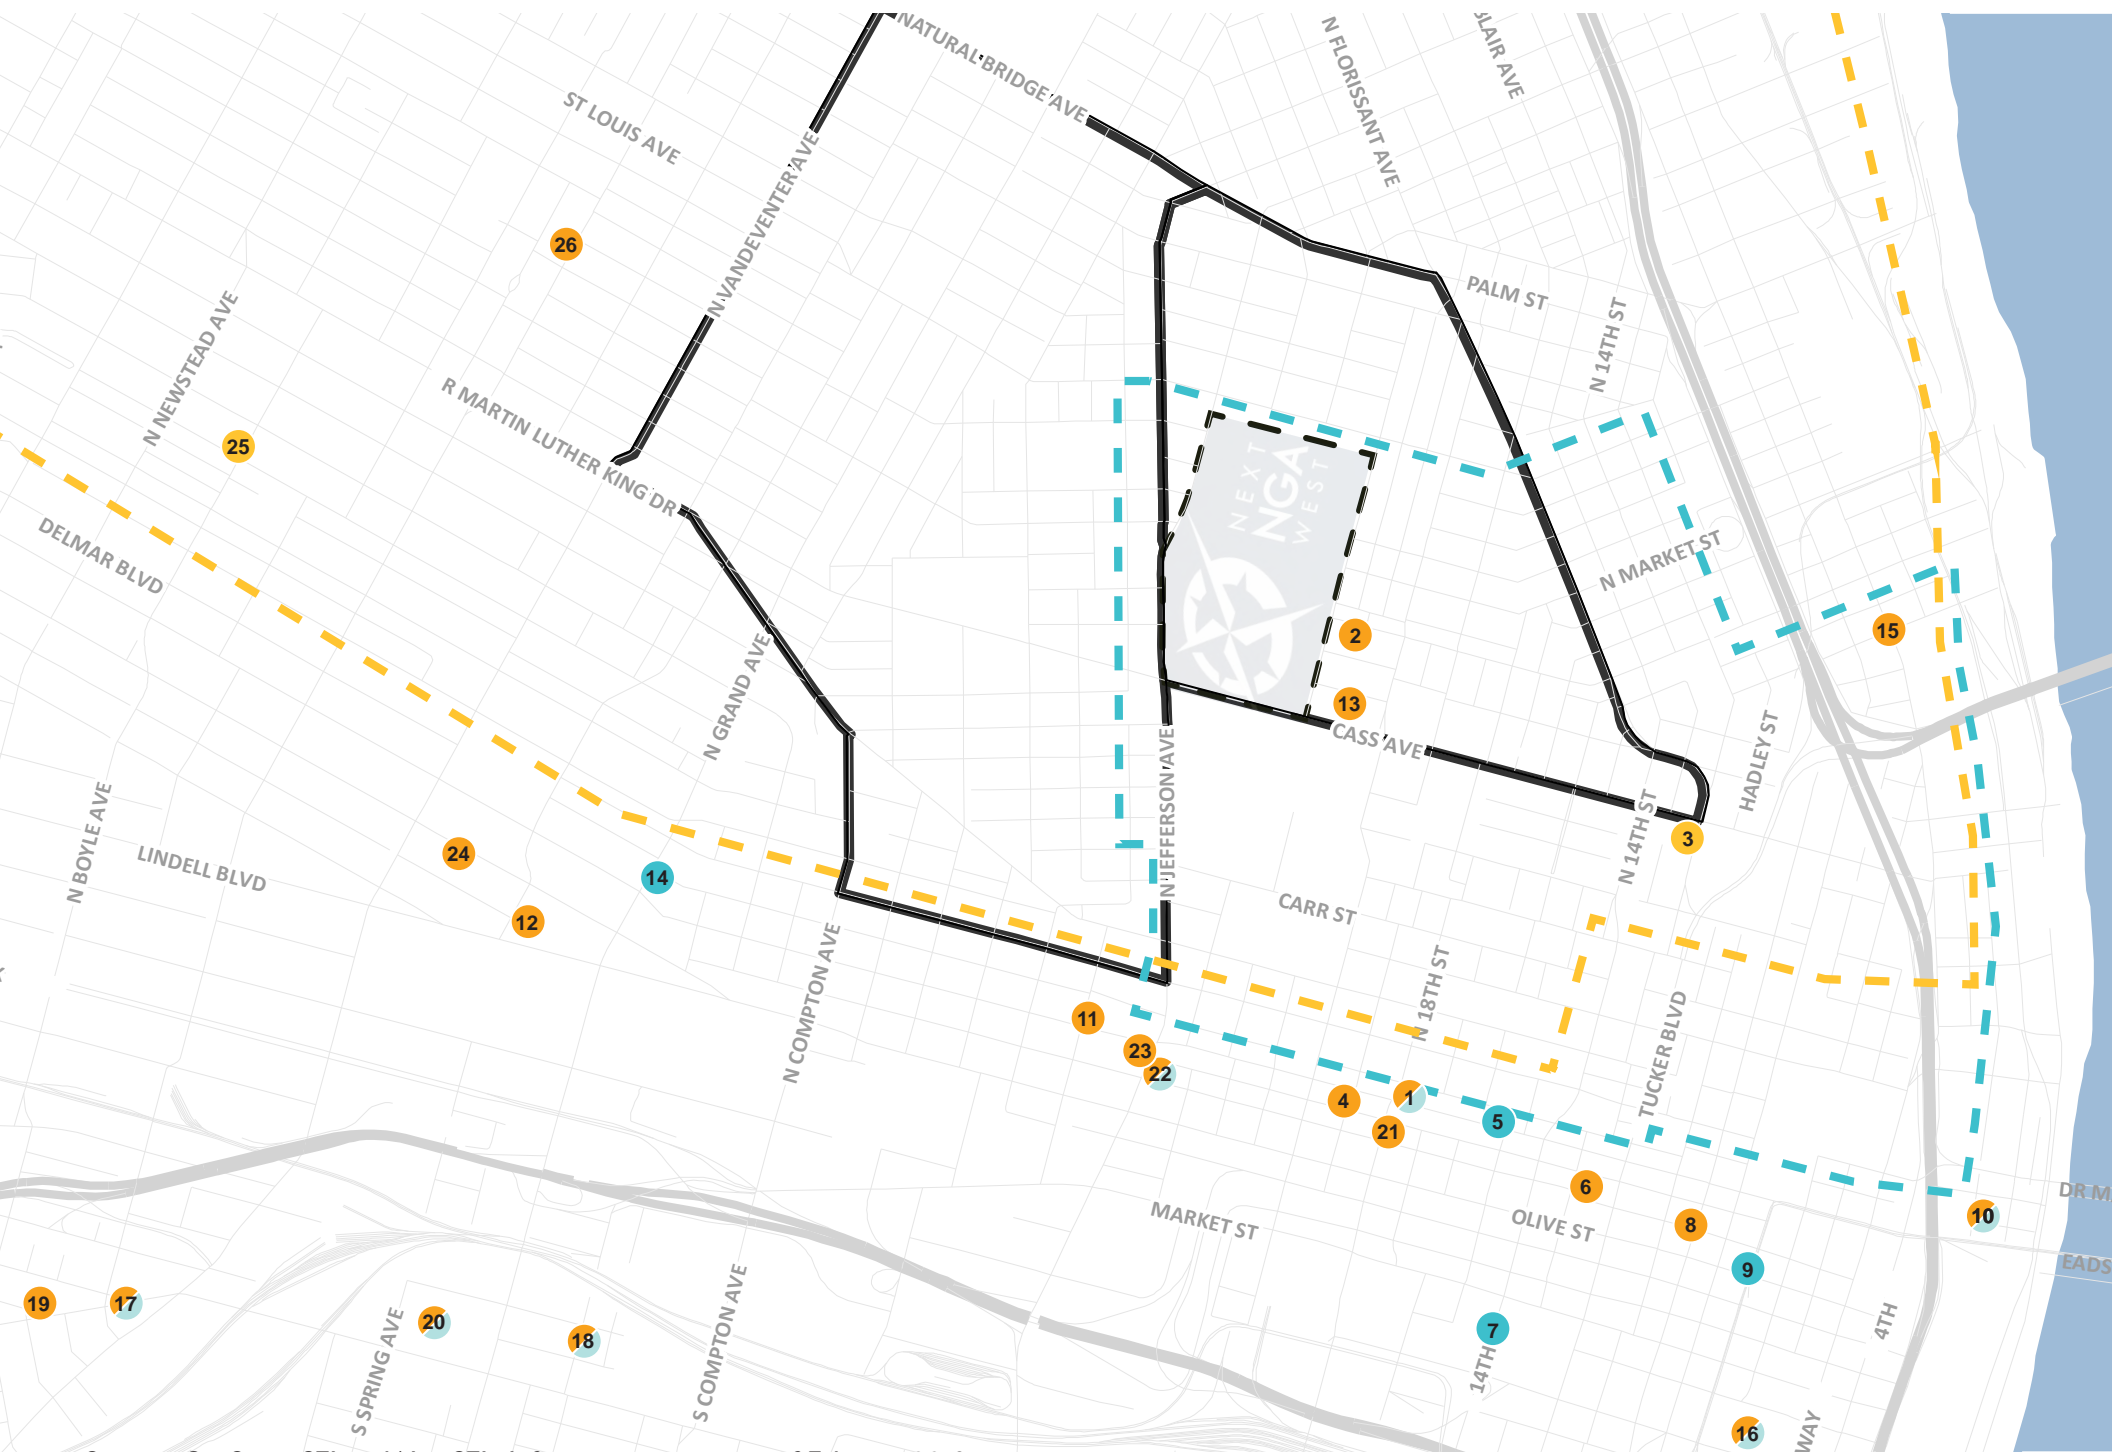 NATURAL BRIDGE AVE
N FLORISSANT AVE
BLAIR AVE
ST LOUIS AVE
N VANDEVENTER AVE
26
PALM ST
N 14TH ST
N NEWSTEAD AVE
R MARTIN LUTHER KING DR
25
NEXT
NGA
WEST
DELMAR BLVD
N MARKET ST
2
15
N GRAND AVE
13
CASS AVE
HADLEY ST
N JEFFERSON AVE
N BOYLE AVE
LINDELL BLVD
24
14
12
3
N 14TH ST
CARR ST
N COMPTON AVE
N 18TH ST
TUCKER BLVD
11
23
22
4
1
21
5
6
8
9
10
MARKET ST
OLIVE ST
DR M
EADS
19
17
20
18
7
S SPRING AVE
S COMPTON AVE
14TH
4TH
16
WAY